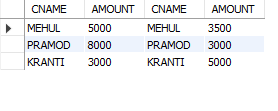 CNAME AMOUNT CNAME AMOUNT
MEHUL 5000 MEHUL 3500
PRAMOD 8000 PRAMOD 3000
KRANTI 3000 KRANTI 5000